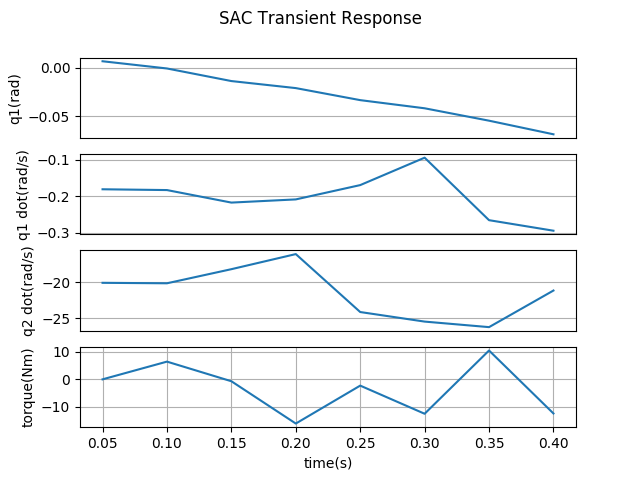 SAC Transient Response
0.00
−0.05
q1(rad)
−0.1
−0.2
−0.3
q1 dot(rad/s)
−20
−25
q2 dot(rad/s)
10
0
−10
torque(Nm)
0.05 0.10 0.15 0.20 0.25 0.30 0.35 0.40
time(s)